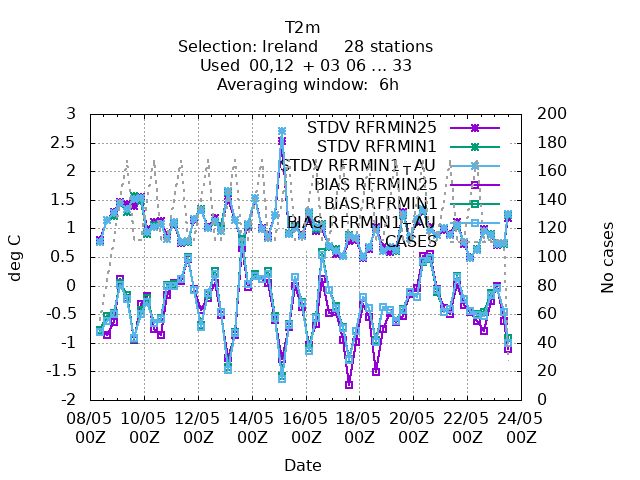 T2m
Selection: Ireland 28 stations
Used 00,12 + 03 06 ... 33
Averaging window: 6h
3
2.5
2
1.5
1
0.5
0
-0.5
-1
-1.5
-2
deg C
200
180
160
140
120
100
80
60
40
20
0
No cases
STDV RFRMIN25
STDV RFRMIN1
STDV RFRMIN1_AU
BIAS RFRMIN25
BIAS RFRMIN1
BIAS RFRMIN1_AU
CASES
08/05 10/05 12/05 14/05 16/05 18/05 20/05 22/05 24/05
00Z 00Z 00Z 00Z 00Z 00Z 00Z 00Z 00Z
Date